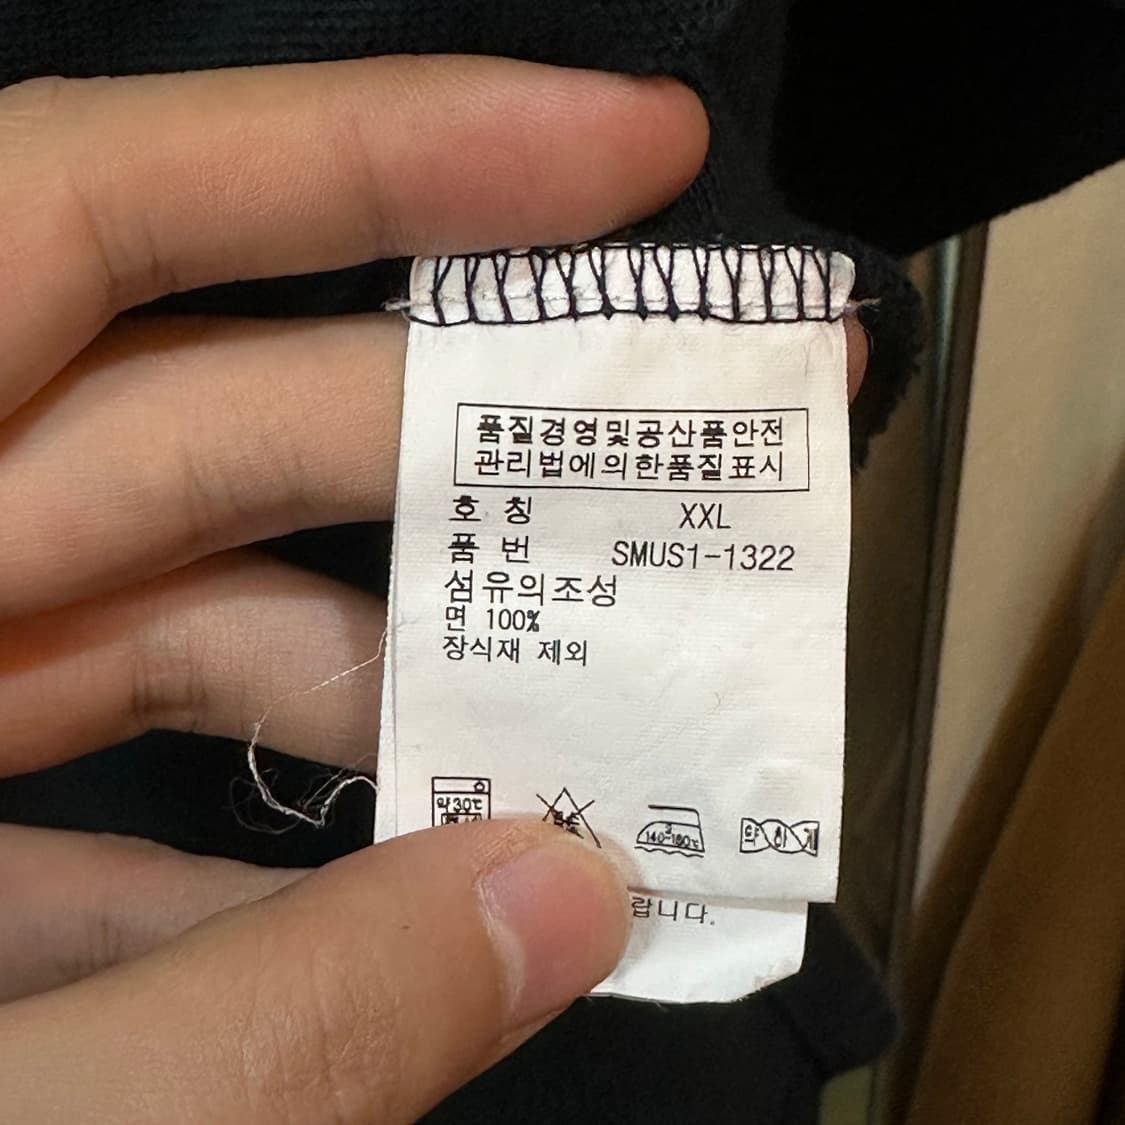 품질경영및공산품안전
관리법에의한품질표시
호 칭 XXL
품 번 SMUS1-1322
섬유의조성
면 100%
장식재 제외
약30℃
140~160℃
약하게
랍니다.